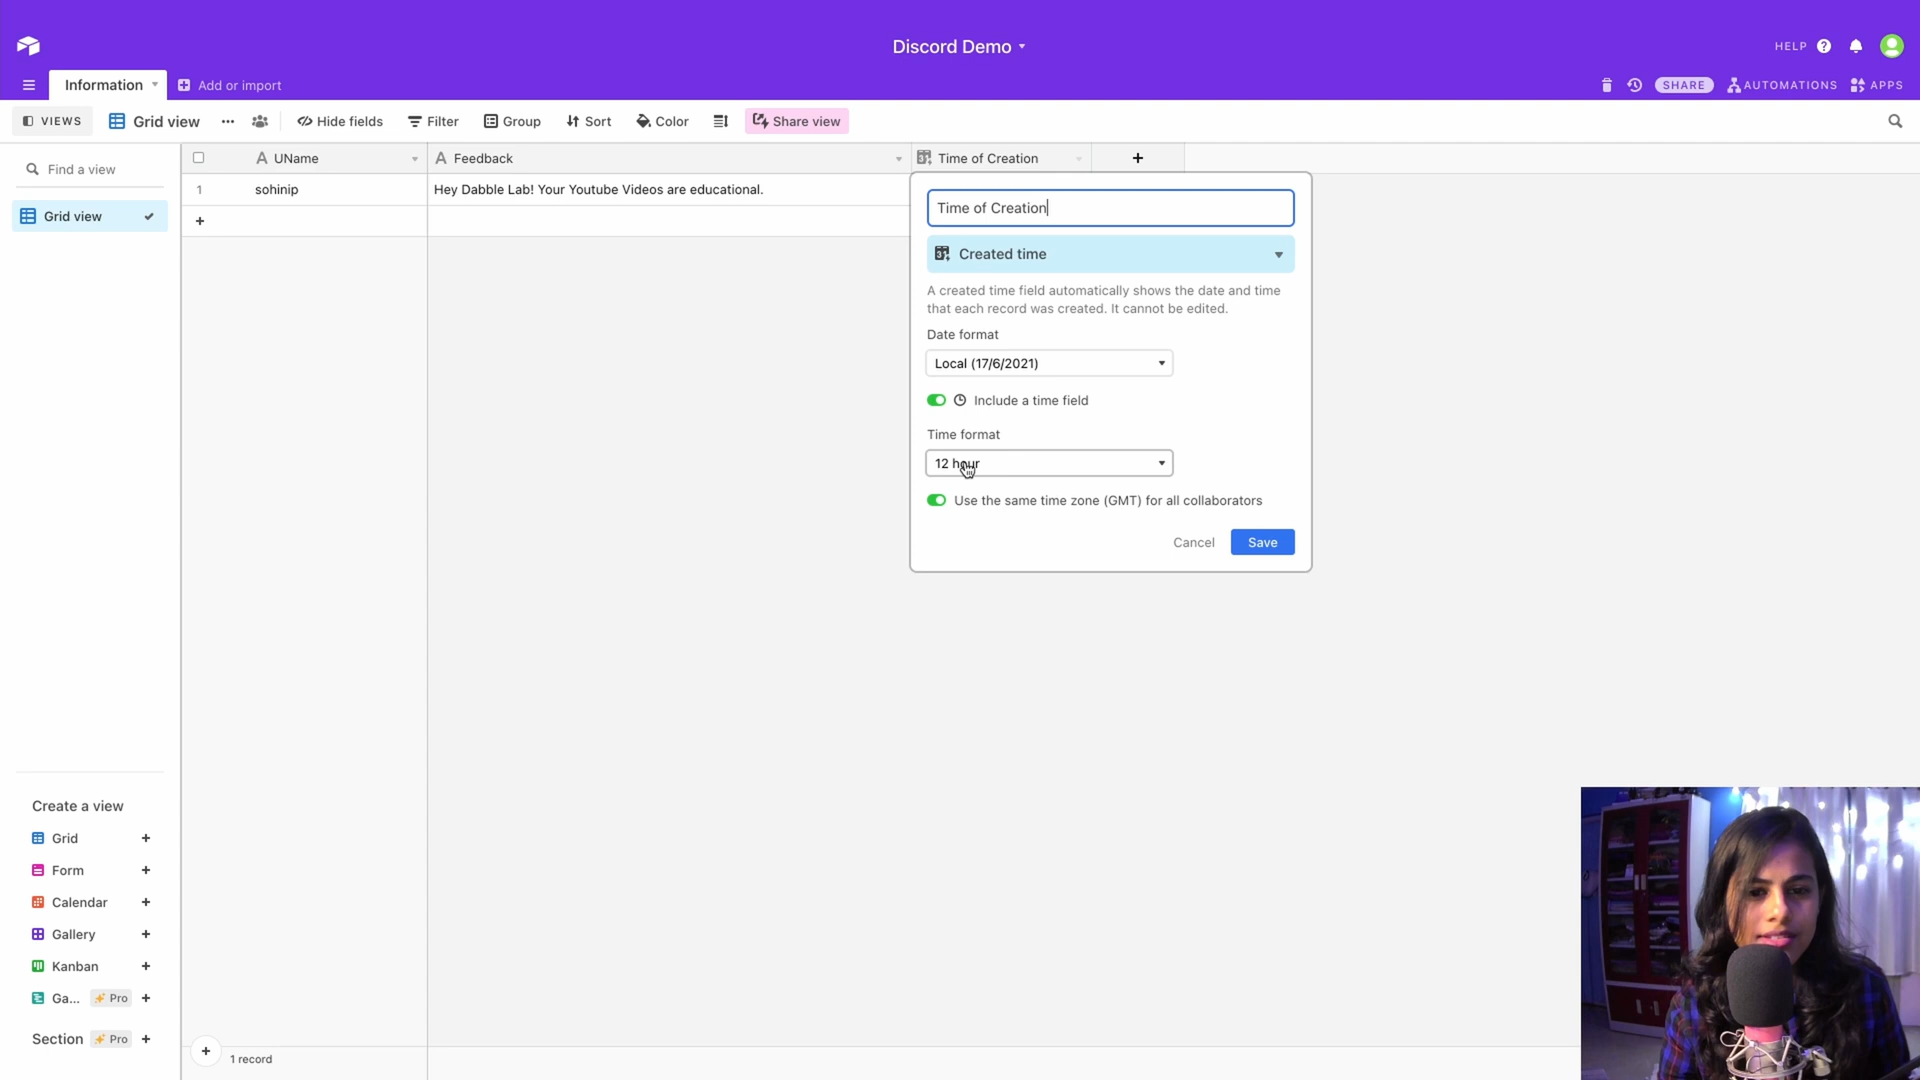 Discord Demo
HELP
Information
Add or import
SHARE
AUTOMATIONS
APPS
VIEWS
Grid view
Hide fields
Filter
Group
Sort
Color
Share view
Find a view
Grid view
UName
Feedback
Time of Creation
1
sohinip
Hey Dabble Lab! Your Youtube Videos are educational.
Time of Creation
Created time
A created time field automatically shows the date and time
that each record was created. It cannot be edited.
Date format
Local (17/6/2021)
Include a time field
Time format
12 hour
Use the same time zone (GMT) for all collaborators
Cancel
Save
Create a view
Grid
Form
Calendar
Gallery
Kanban
Ga... Pro
Section Pro
1 record